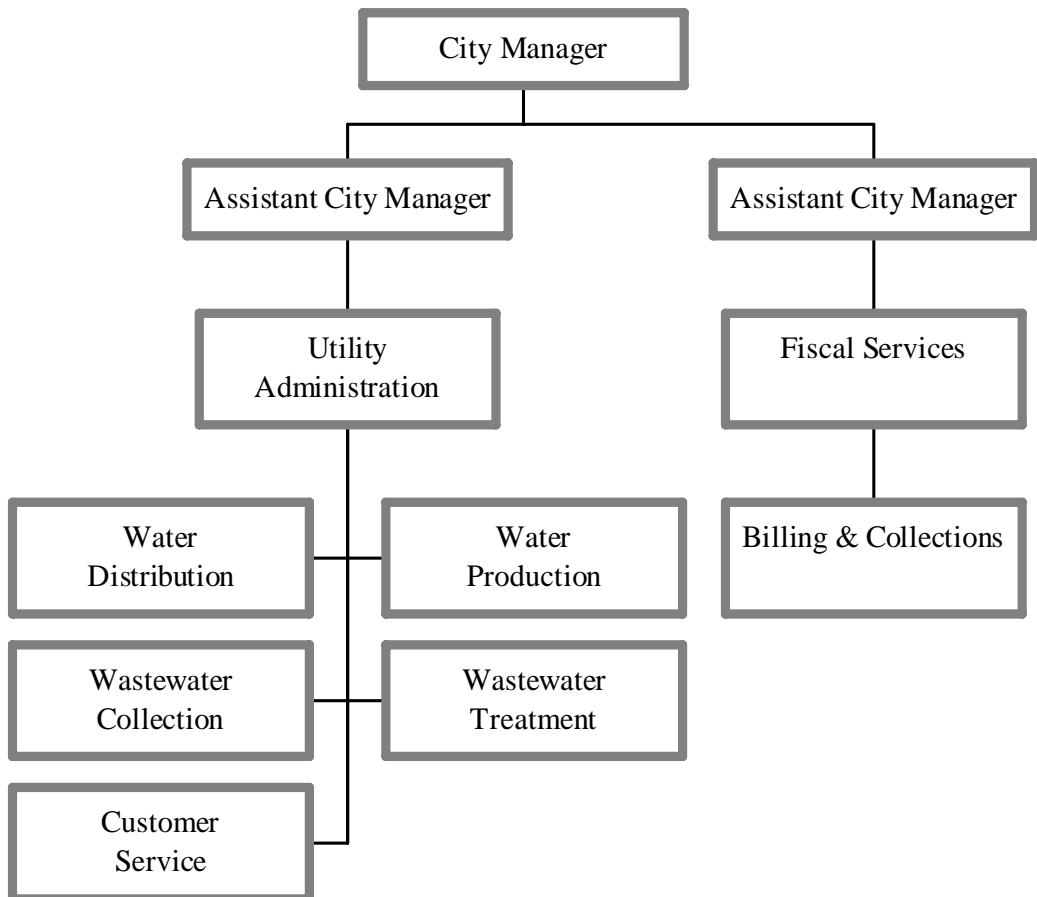 City Manager
Assistant City Manager
Assistant City Manager
Utility
Administration
Fiscal Services
Water
Distribution
Water
Production
Billing & Collections
Wastewater
Collection
Wastewater
Treatment
Customer
Service